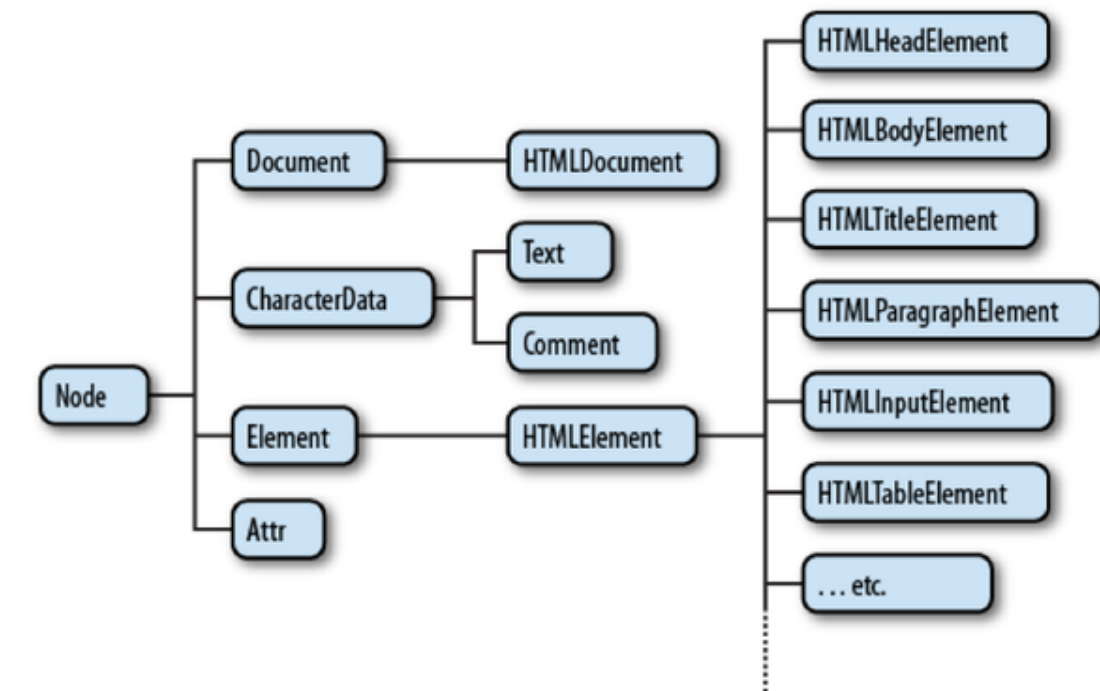 HTMLHeadElement
HTMLBodyElement
Document
HTMLDocument
HTMLTitleElement
Text
CharacterData
HTMLParagraphElement
Comment
Node
HTMLInputElement
Element
HTMLElement
HTMLTableElement
Attr
... etc.